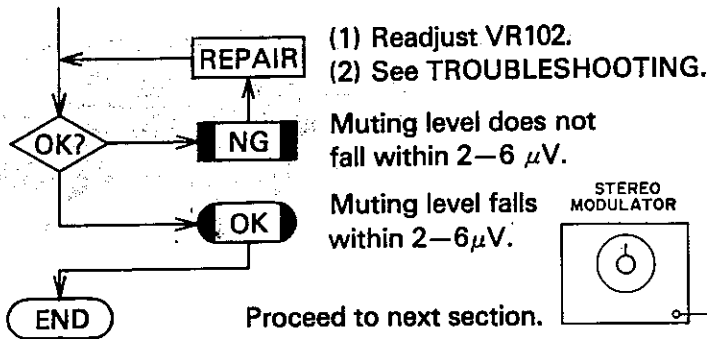 REPAIR
(1) Readjust VR102.
(2) See TROUBLESHOOTING.
OK?
NG
Muting level does not
fall within 2—6 μV.
OK
Muting level falls
within 2—6μV.
STEREO
MODULATOR
END
Proceed to next section.